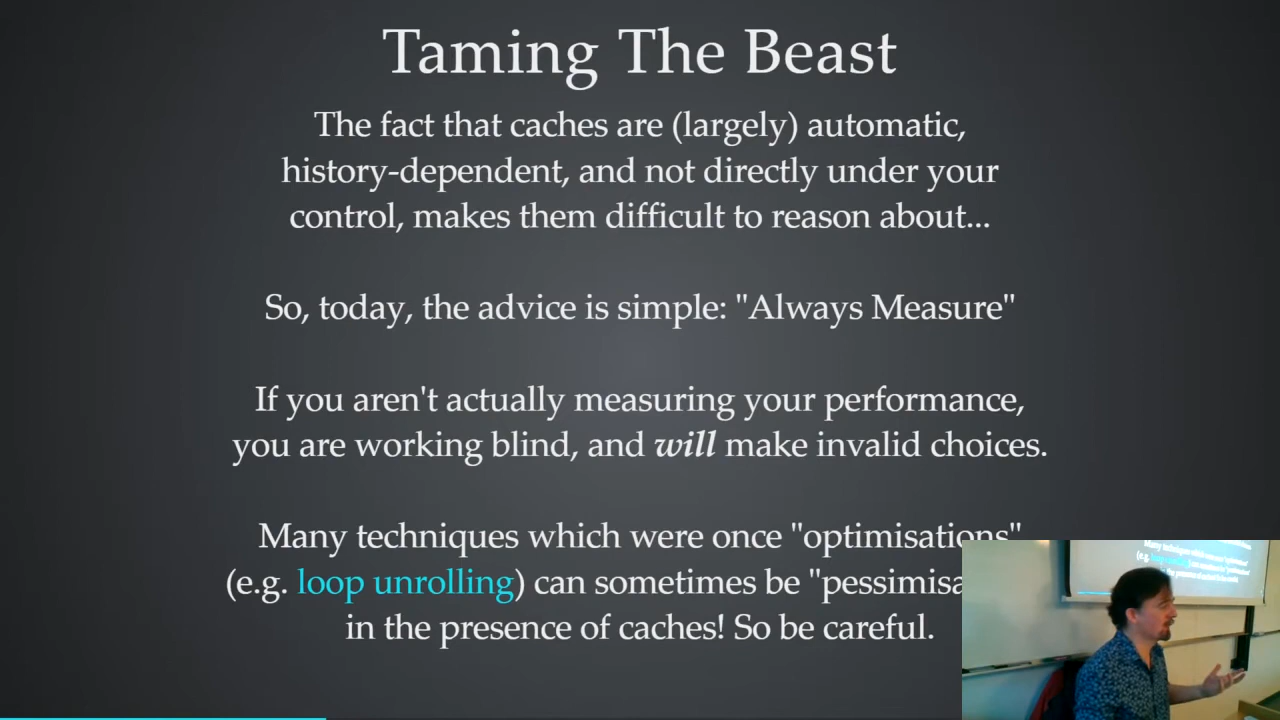 Taming The Beast
The fact that caches are (largely) automatic,
history-dependent, and not directly under your
control, makes them difficult to reason about...
So, today, the advice is simple: "Always Measure"
If you aren't actually measuring your performance,
you are working blind, and will make invalid choices.
Many techniques which were once "optimisations"
(e.g. loop unrolling) can sometimes be
in the presence of caches! So be careful.